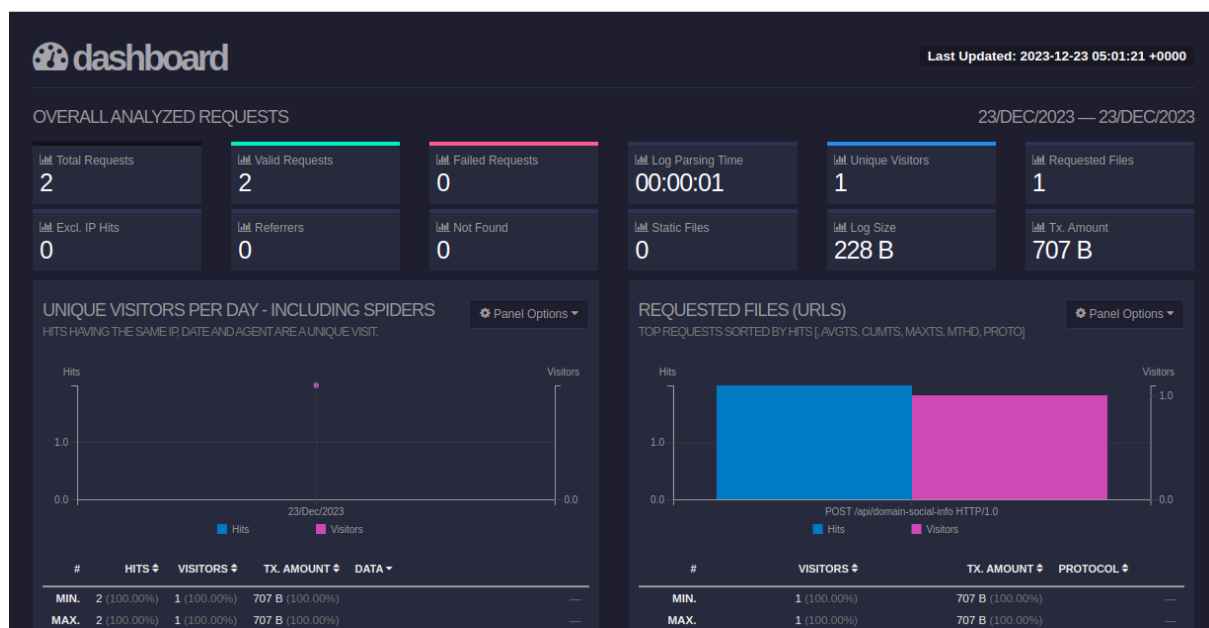 dashboard
Last Updated: 2023-12-23 05:01:21 +0000
OVERALL ANALYZED REQUESTS
23/DEC/2023 — 23/DEC/2023
Total Requests
2
Valid Requests
2
Failed Requests
0
Log Parsing Time
00:00:01
Unique Visitors
1
Requested Files
1
Excl. IP Hits
0
Referrers
0
Not Found
0
Static Files
0
Log Size
228 B
Tx. Amount
707 B
UNIQUE VISITORS PER DAY - INCLUDING SPIDERS
Panel Options
HITS HAVING THE SAME IP, DATE AND AGENT ARE A UNIQUE VISIT.
Hits
Visitors
1.0
0.0
0.0
23/Dec/2023
Hits Visitors
# HITS VISITORS TX. AMOUNT DATA
MIN. 2 (100.00%) 1 (100.00%) 707 B (100.00%) —
MAX. 2 (100.00%) 1 (100.00%) 707 B (100.00%) —
REQUESTED FILES (URLS)
Panel Options
TOP REQUESTS SORTED BY HITS [, AVGTS, CUMTS, MAXTS, MTHD, PROTO]
Hits
Visitors
1.0
1.0
0.0
0.0
POST /api/domain-social-info HTTP/1.0
Hits Visitors
# VISITORS TX. AMOUNT PROTOCOL
MIN. 1 (100.00%) 707 B (100.00%) —
MAX. 1 (100.00%) 707 B (100.00%) —